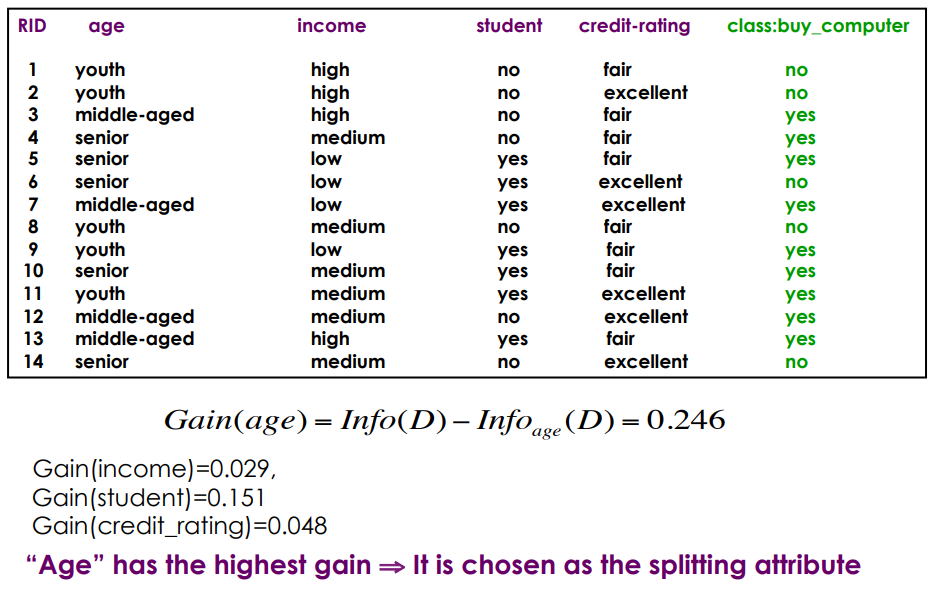 RID age income student credit-rating class:buy_computer
1 youth high no fair no
2 youth high no excellent no
3 middle-aged high no fair yes
4 senior medium no fair yes
5 senior low yes fair yes
6 senior low yes excellent no
7 middle-aged low yes excellent yes
8 youth medium no fair no
9 youth low yes fair yes
10 senior medium yes fair yes
11 youth medium yes excellent yes
12 middle-aged medium no excellent yes
13 middle-aged high yes fair yes
14 senior medium no excellent no
Gain(age) = Info(D) − Info_age(D) = 0.246
Gain(income)=0.029,
Gain(student)=0.151
Gain(credit_rating)=0.048
“Age” has the highest gain ⇒ It is chosen as the splitting attribute